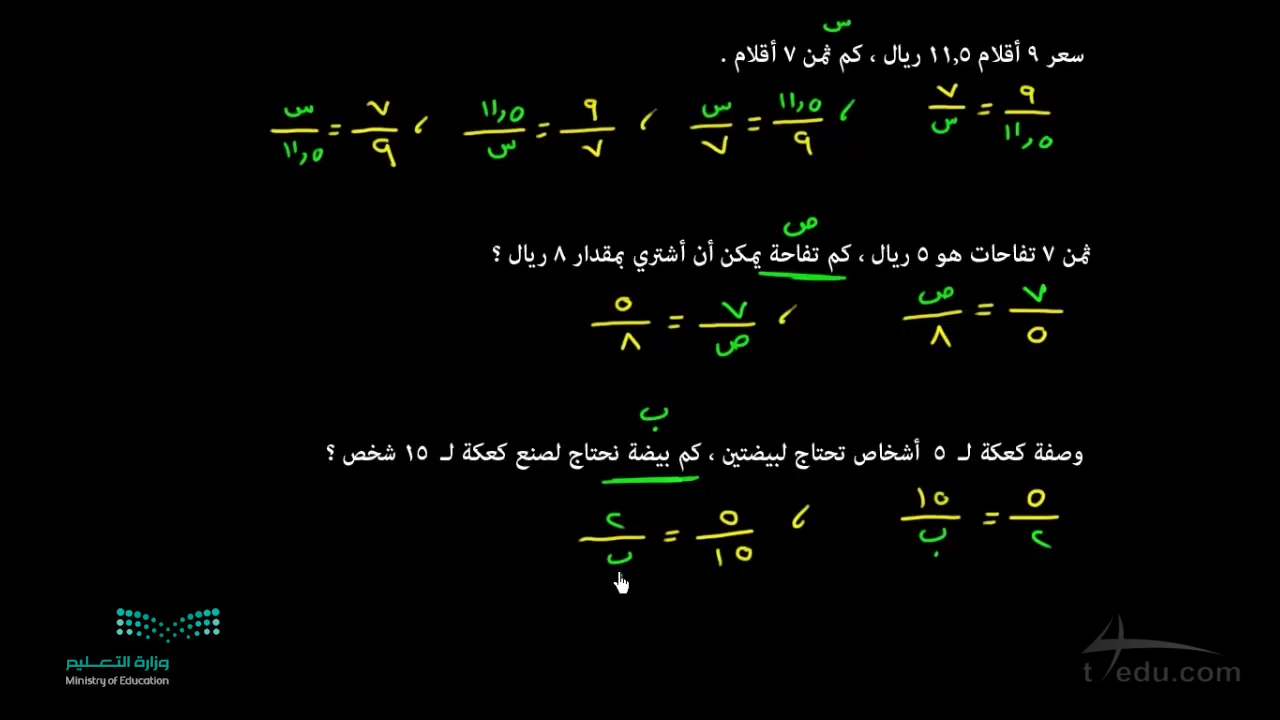 س
سعر ٩ أقلام ١١,٥ ريال ، كم ثمن ٧ أقلام .
٩/١١,٥ = ٧/س ، ١١,٥/٩ = س/٧ ، ٩/٧ = ١١,٥/س ، ٧/٩ = س/١١,٥
ص
ثمن ٧ تفاحات هو ٥ ريال ، كم تفاحة يمكن أن أشتري بمقدار ٨ ريال ؟
٧/٥ = ص/٨ ، ٧/ص = ٥/٨
ب
وصفة كعكة لـ ٥ أشخاص تحتاج لبيضتين ، كم بيضة نحتاج لصنع كعكة لـ ١٥ شخص ؟
٥/٢ = ١٥/ب ، ٥/١٥ = ٢/ب
وزارة التعـــليم
Ministry of Education
t4edu.com